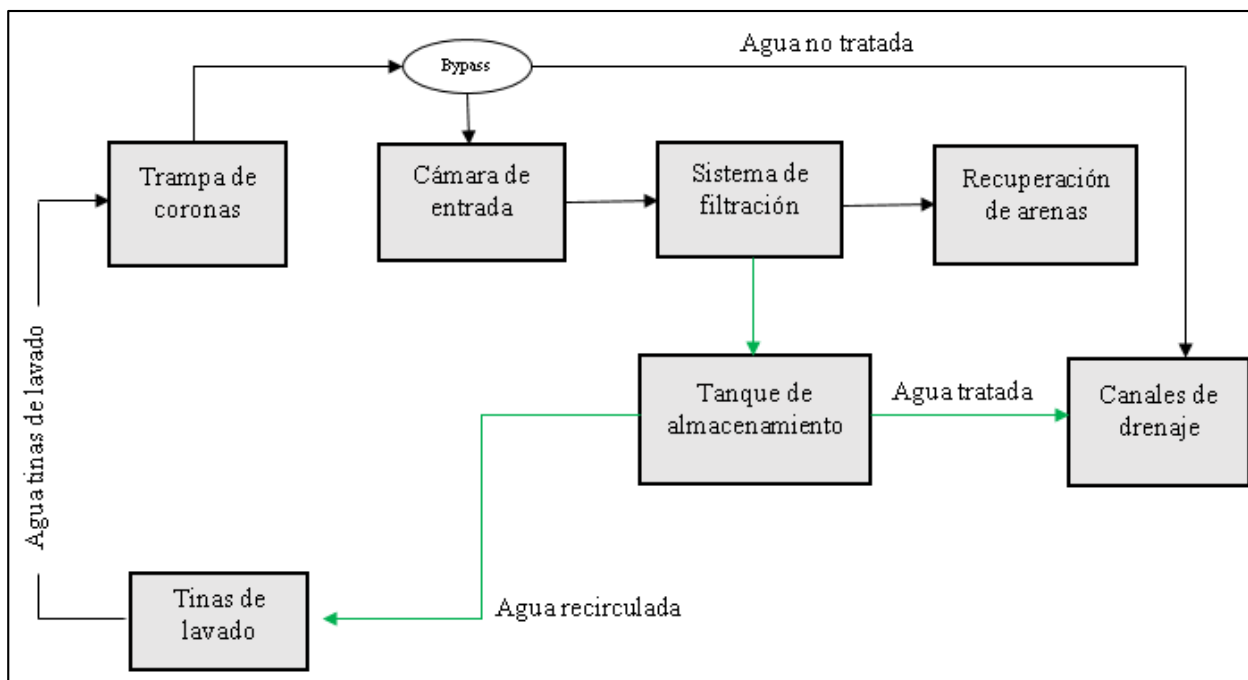 Agua no tratada
Bypass
Trampa de
coronas
Cámara de
entrada
Sistema de
filtración
Recuperación
de arenas
Agua tinas de lavado
Tanque de
almacenamiento
Agua tratada
Canales de
drenaje
Tinas de
lavado
Agua recirculada